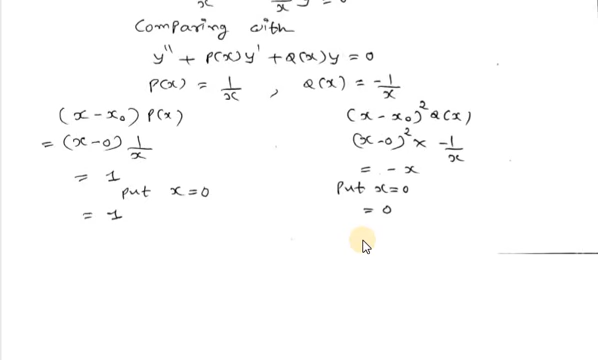 Comparing with
y'' + P(x)y' + Q(x)y = 0
P(x) = 1/x , Q(x) = -1/x
(x - x₀) P(x)
= (x-0) 1/x
= 1
put x=0
= 1
(x - x₀)² Q(x)
(x-0)² × -1/x
= -x
Put x=0
= 0